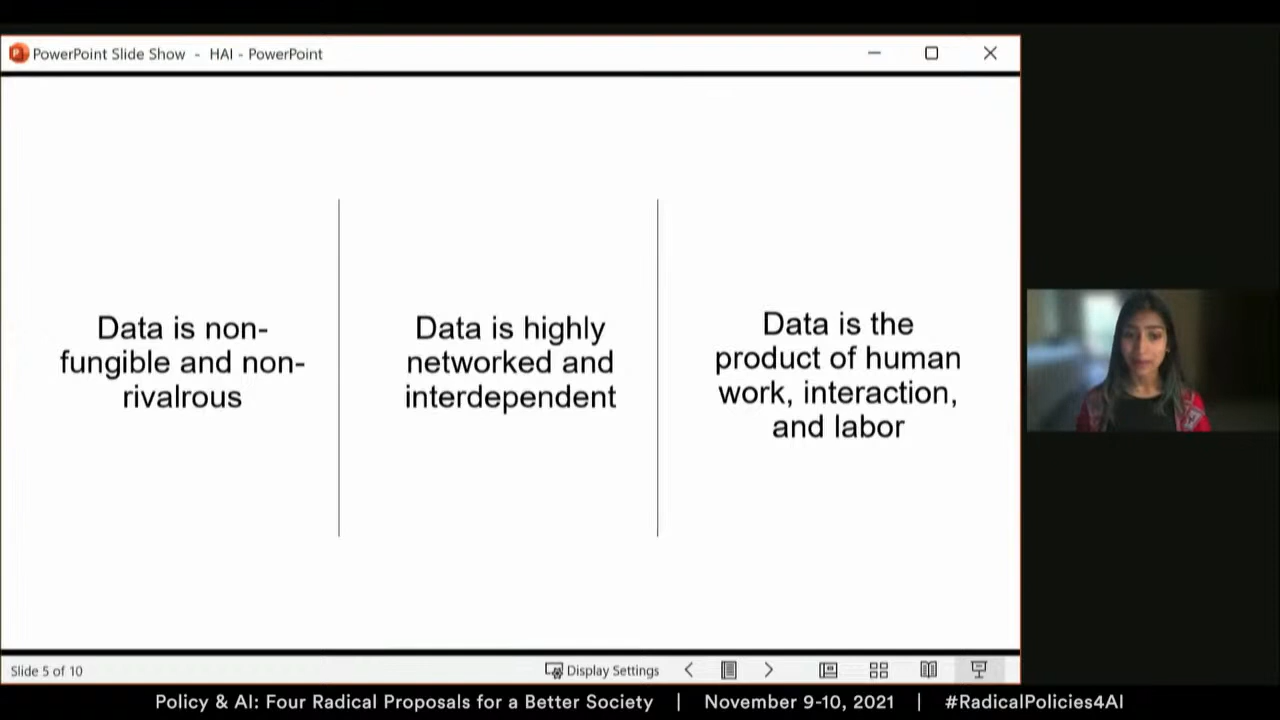 PowerPoint Slide Show - HAI - PowerPoint
Data is non-
fungible and non-
rivalrous
Data is highly
networked and
interdependent
Data is the
product of human
work, interaction,
and labor
Slide 5 of 10
Display Settings
Policy & AI: Four Radical Proposals for a Better Society | November 9-10, 2021 | #RadicalPolicies4AI